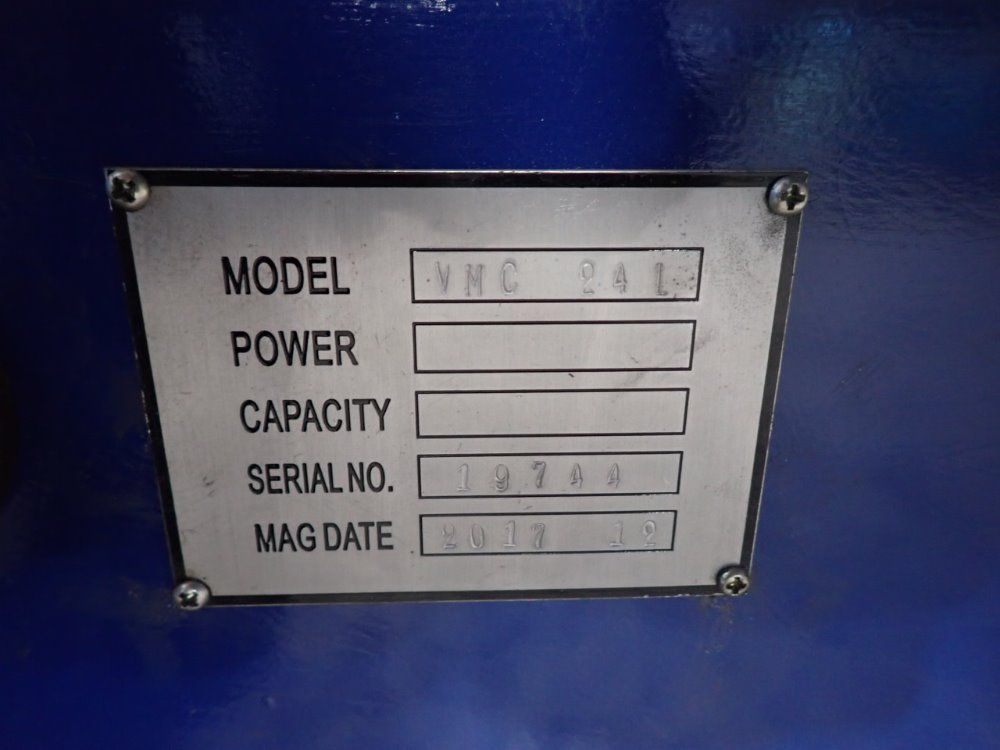 MODEL VMC 24L
POWER
CAPACITY
SERIAL NO. 19744
MAG DATE 2017 12